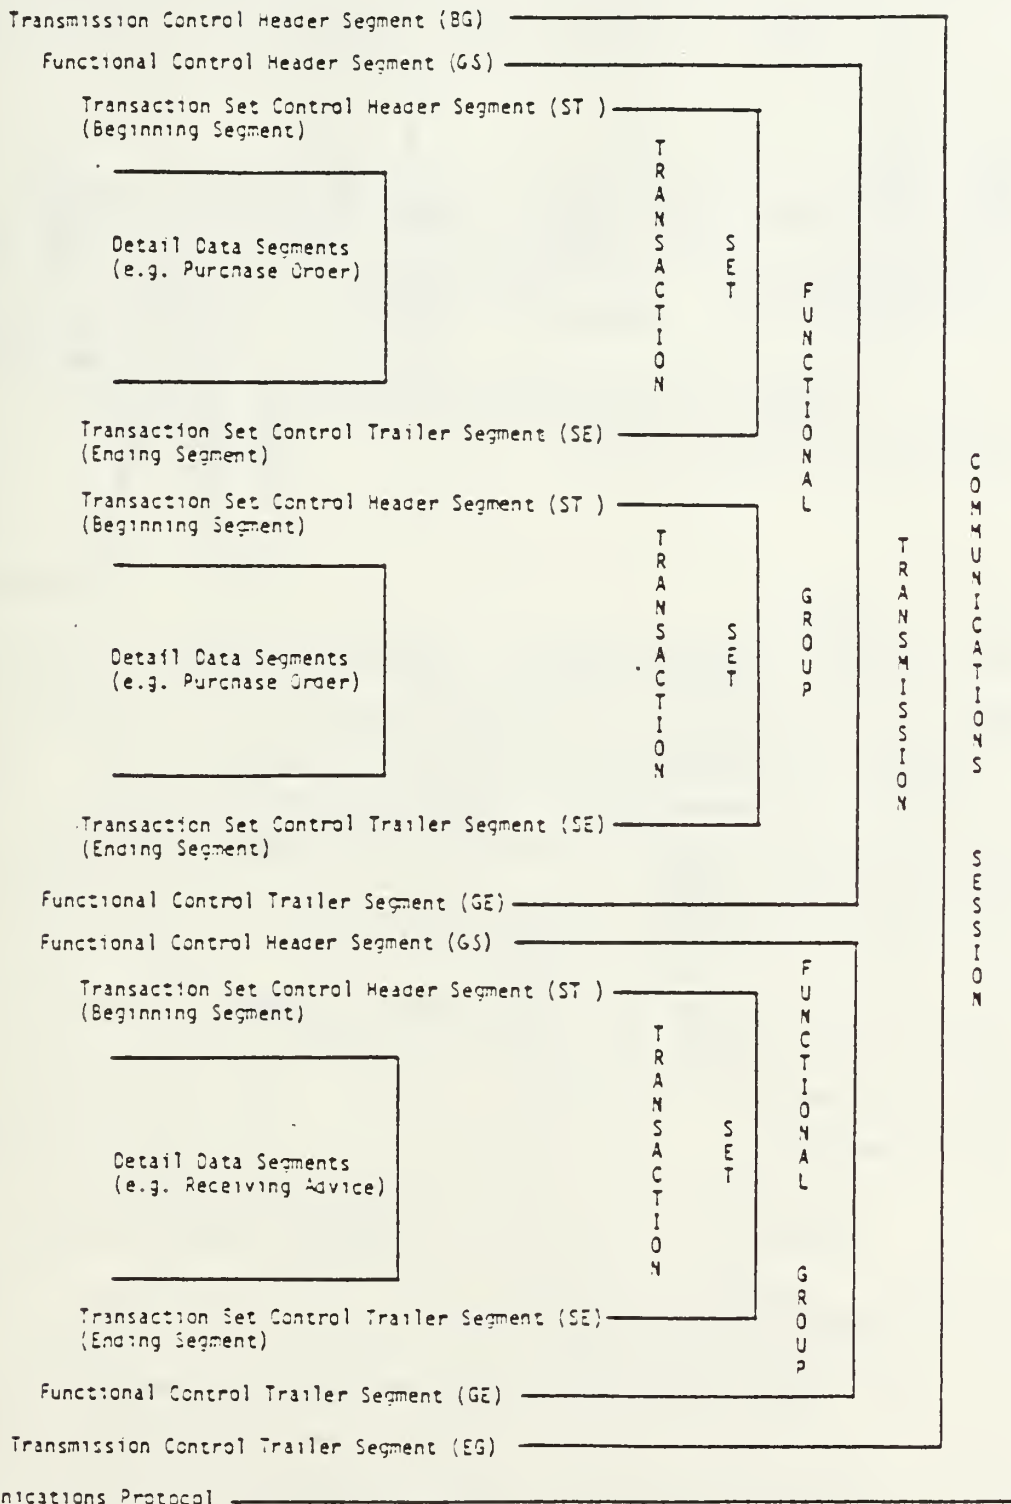 Transmission Control Header Segment (BG)
Functional Control Header Segment (GS)
Transaction Set Control Header Segment (ST )
(Beginning Segment)
Detail Data Segments
(e.g. Purchase Order)
TRANSACTION
SET
Transaction Set Control Trailer Segment (SE)
(Ending Segment)
Transaction Set Control Header Segment (ST )
(Beginning Segment)
Detail Data Segments
(e.g. Purchase Order)
TRANSACTION
SET
Transaction Set Control Trailer Segment (SE)
(Ending Segment)
FUNCTIONAL GROUP
Functional Control Trailer Segment (GE)
Functional Control Header Segment (GS)
Transaction Set Control Header Segment (ST )
(Beginning Segment)
Detail Data Segments
(e.g. Receiving Advice)
TRANSACTION
SET
Transaction Set Control Trailer Segment (SE)
(Ending Segment)
FUNCTIONAL GROUP
Functional Control Trailer Segment (GE)
TRANSMISSION
Transmission Control Trailer Segment (EG)
COMMUNICATIONS SESSION
nications Protocol